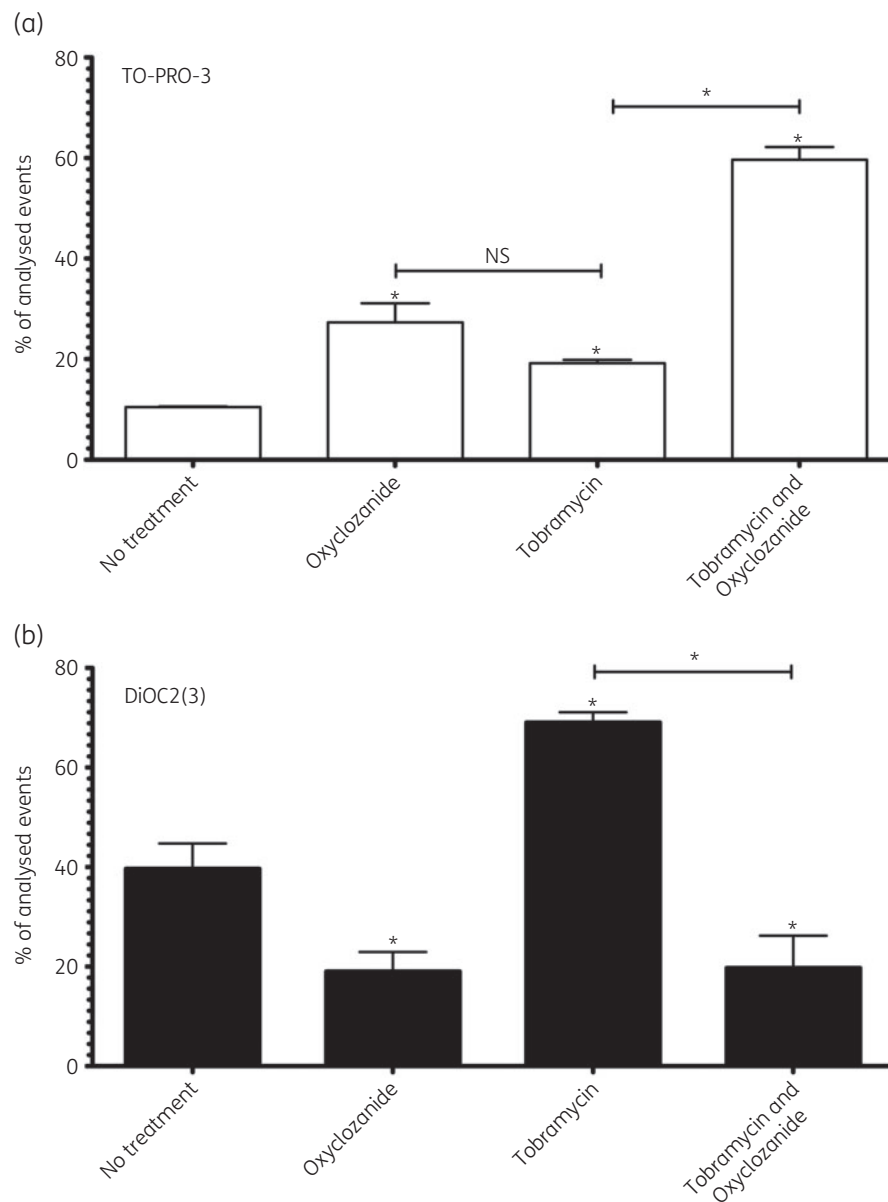 (a)
80
60
40
20
0
% of analysed events
TO-PRO-3
*
*
NS
*
*
No treatment
Oxyclozanide
Tobramycin
Tobramycin and
Oxyclozanide
(b)
80
60
40
20
0
% of analysed events
DiOC2(3)
*
*
*
*
No treatment
Oxyclozanide
Tobramycin
Tobramycin and
Oxyclozanide